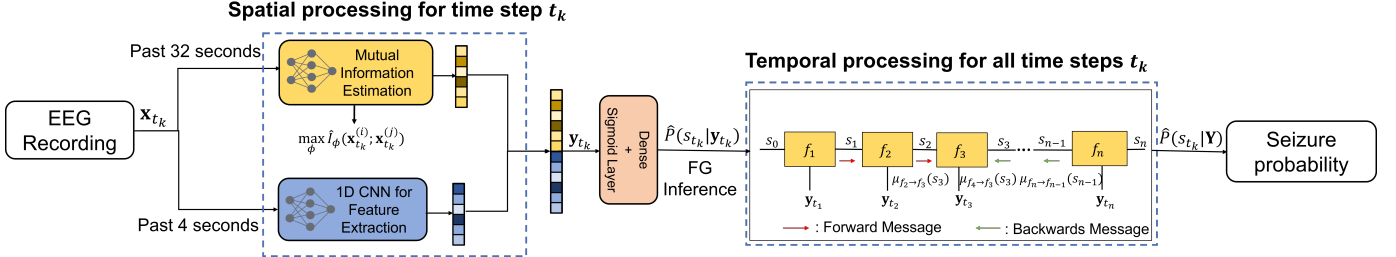 Spatial processing for time step t_k
Past 32 seconds
Mutual
Information
Estimation
EEG
Recording
x_{t_k}
max_ϕ Î_ϕ(x_{t_k}^{(i)}; x_{t_k}^{(j)})
1D CNN for
Feature
Extraction
Past 4 seconds
y_{t_k}
Dense
+
Sigmoid Layer
P̂(s_{t_k}|y_{t_k})
FG
Inference
Temporal processing for all time steps t_k
s_0 f_1 s_1 f_2 s_2 f_3 s_3 ··· s_{n−1} f_n s_n
μ_{f_2→f_3}(s_3) μ_{f_4→f_3}(s_3) μ_{f_n→f_{n−1}}(s_{n−1})
y_{t_1} y_{t_2} y_{t_3} y_{t_n}
: Forward Message : Backwards Message
P̂(s_{t_k}|Y)
Seizure
probability